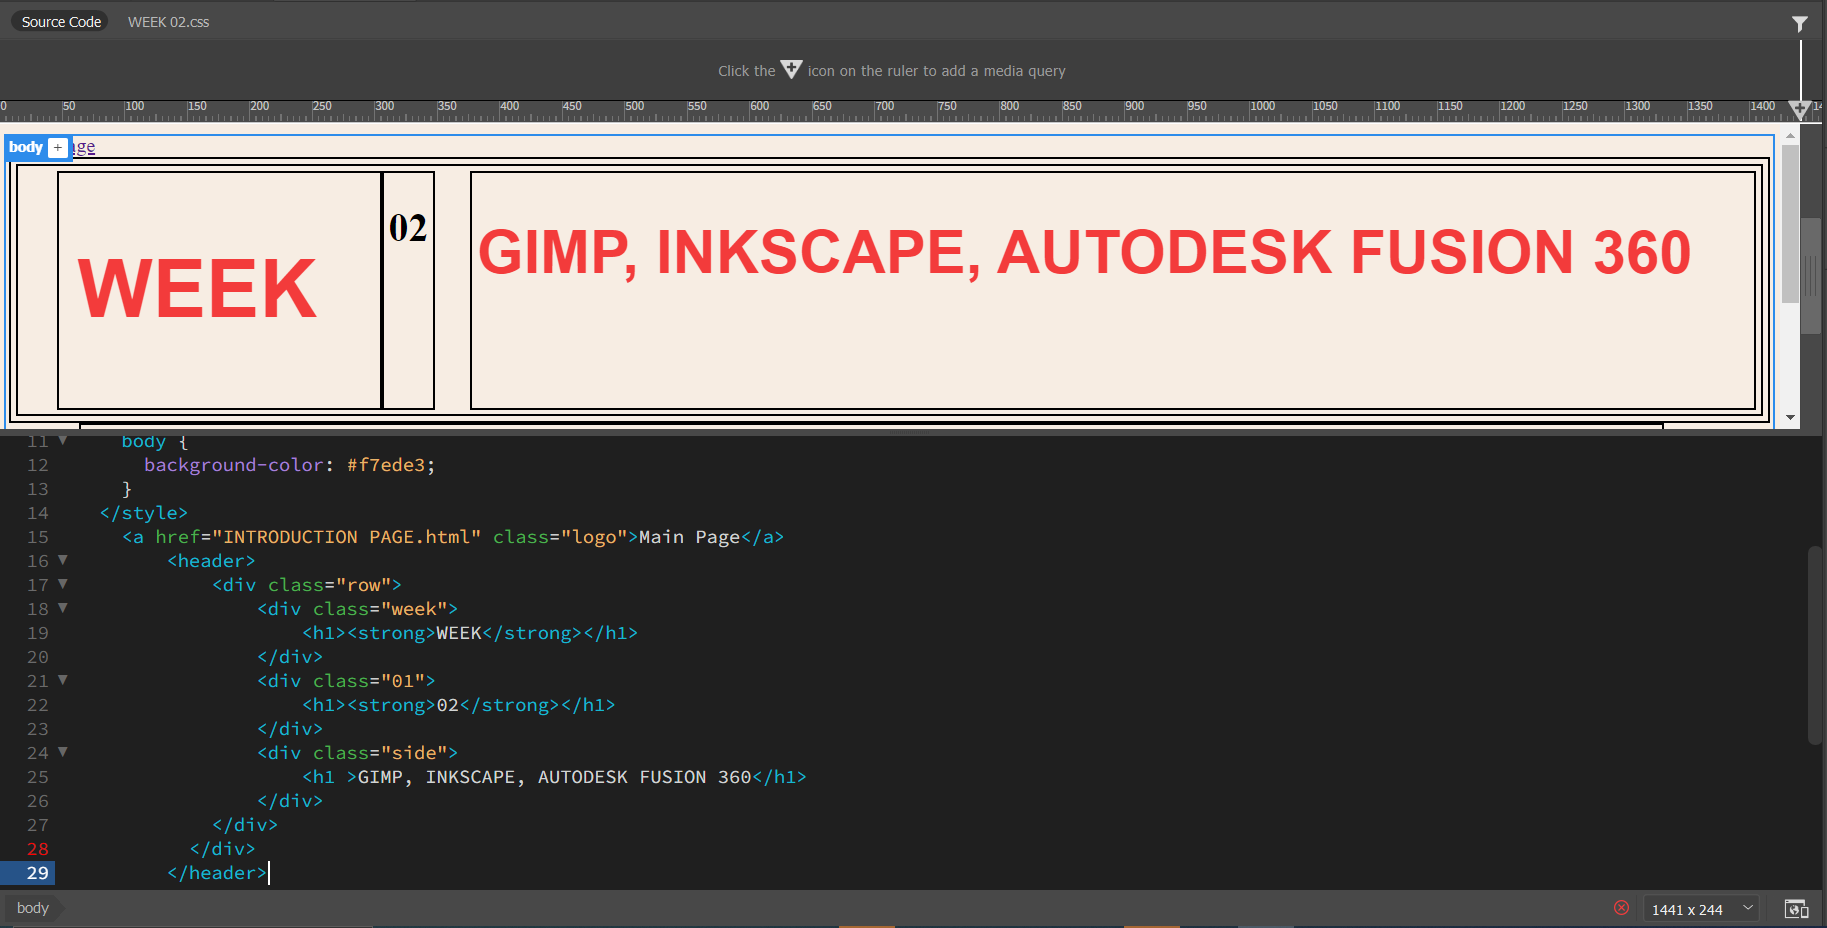 Source Code WEEK 02.css
Click the icon on the ruler to add a media query
0 50 100 150 200 250 300 350 400 450 500 550 600 650 700 750 800 850 900 950 1000 1050 1100 1150 1200 1250 1300 1350 1400 14
body + age
WEEK
02
GIMP, INKSCAPE, AUTODESK FUSION 360
11 body {
12 background-color: #f7ede3;
13 }
14 </style>
15 <a href="INTRODUCTION PAGE.html" class="logo">Main Page</a>
16 <header>
17 <div class="row">
18 <div class="week">
19 <h1><strong>WEEK</strong></h1>
20 </div>
21 <div class="01">
22 <h1><strong>02</strong></h1>
23 </div>
24 <div class="side">
25 <h1 >GIMP, INKSCAPE, AUTODESK FUSION 360</h1>
26 </div>
27 </div>
28 </div>
29 </header>
body 1441 x 244